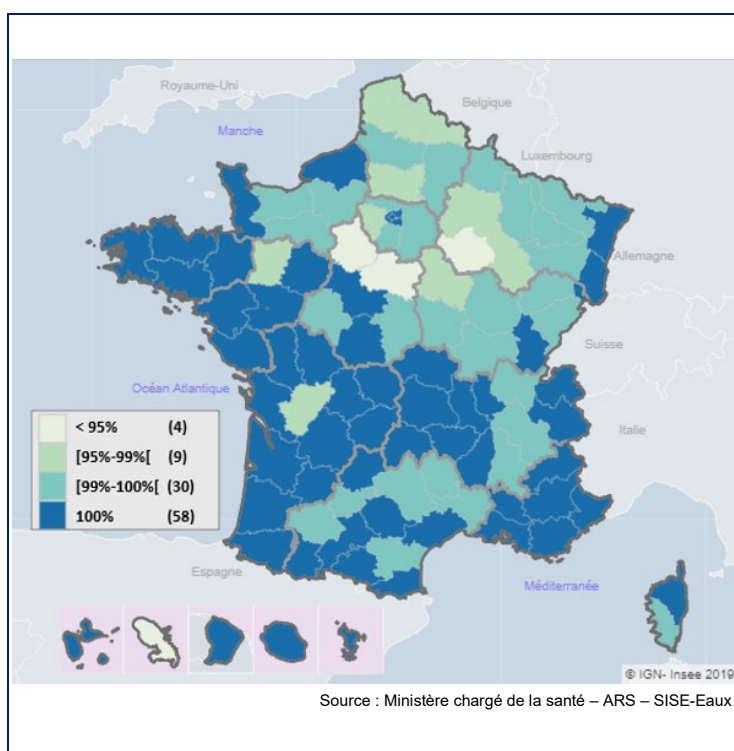 Royaume-Uni
Belgique
Manche
Luxembourg
Allemagne
Suisse
Océan Atlantique
Italie
< 95% (4)
[95%-99%[ (9)
[99%-100%[ (30)
100% (58)
Espagne
Méditerranée
© IGN- Insee 2019
Source : Ministère chargé de la santé – ARS – SISE-Eaux